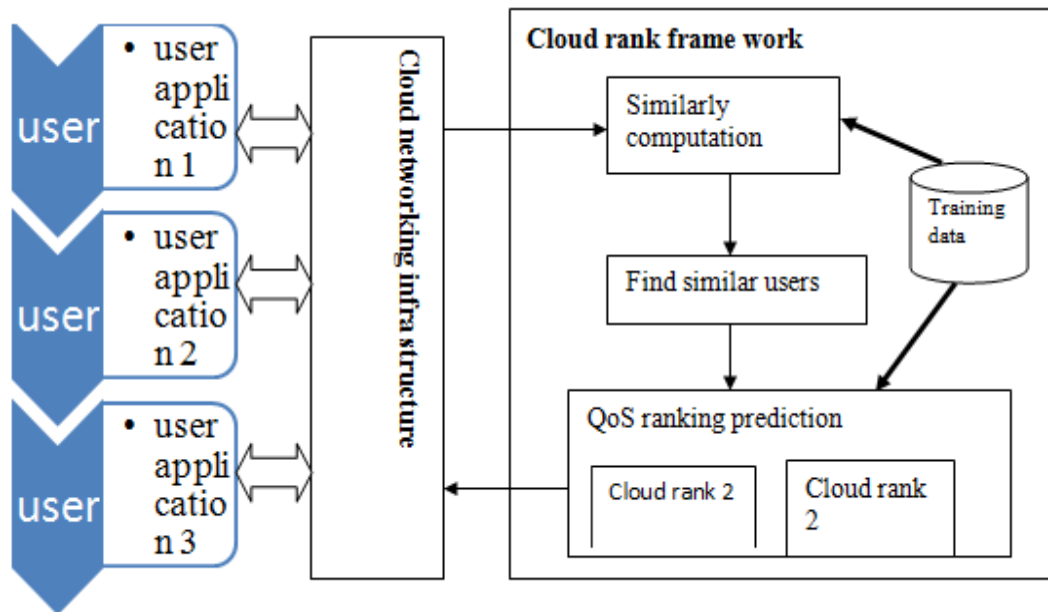 user
• user
appli
catio
n 1
user
• user
appli
catio
n 2
user
• user
appli
catio
n 3
Cloud networking infra structure
Cloud rank frame work
Similarly
computation
Training
data
Find similar users
QoS ranking prediction
Cloud rank 2
Cloud rank
2